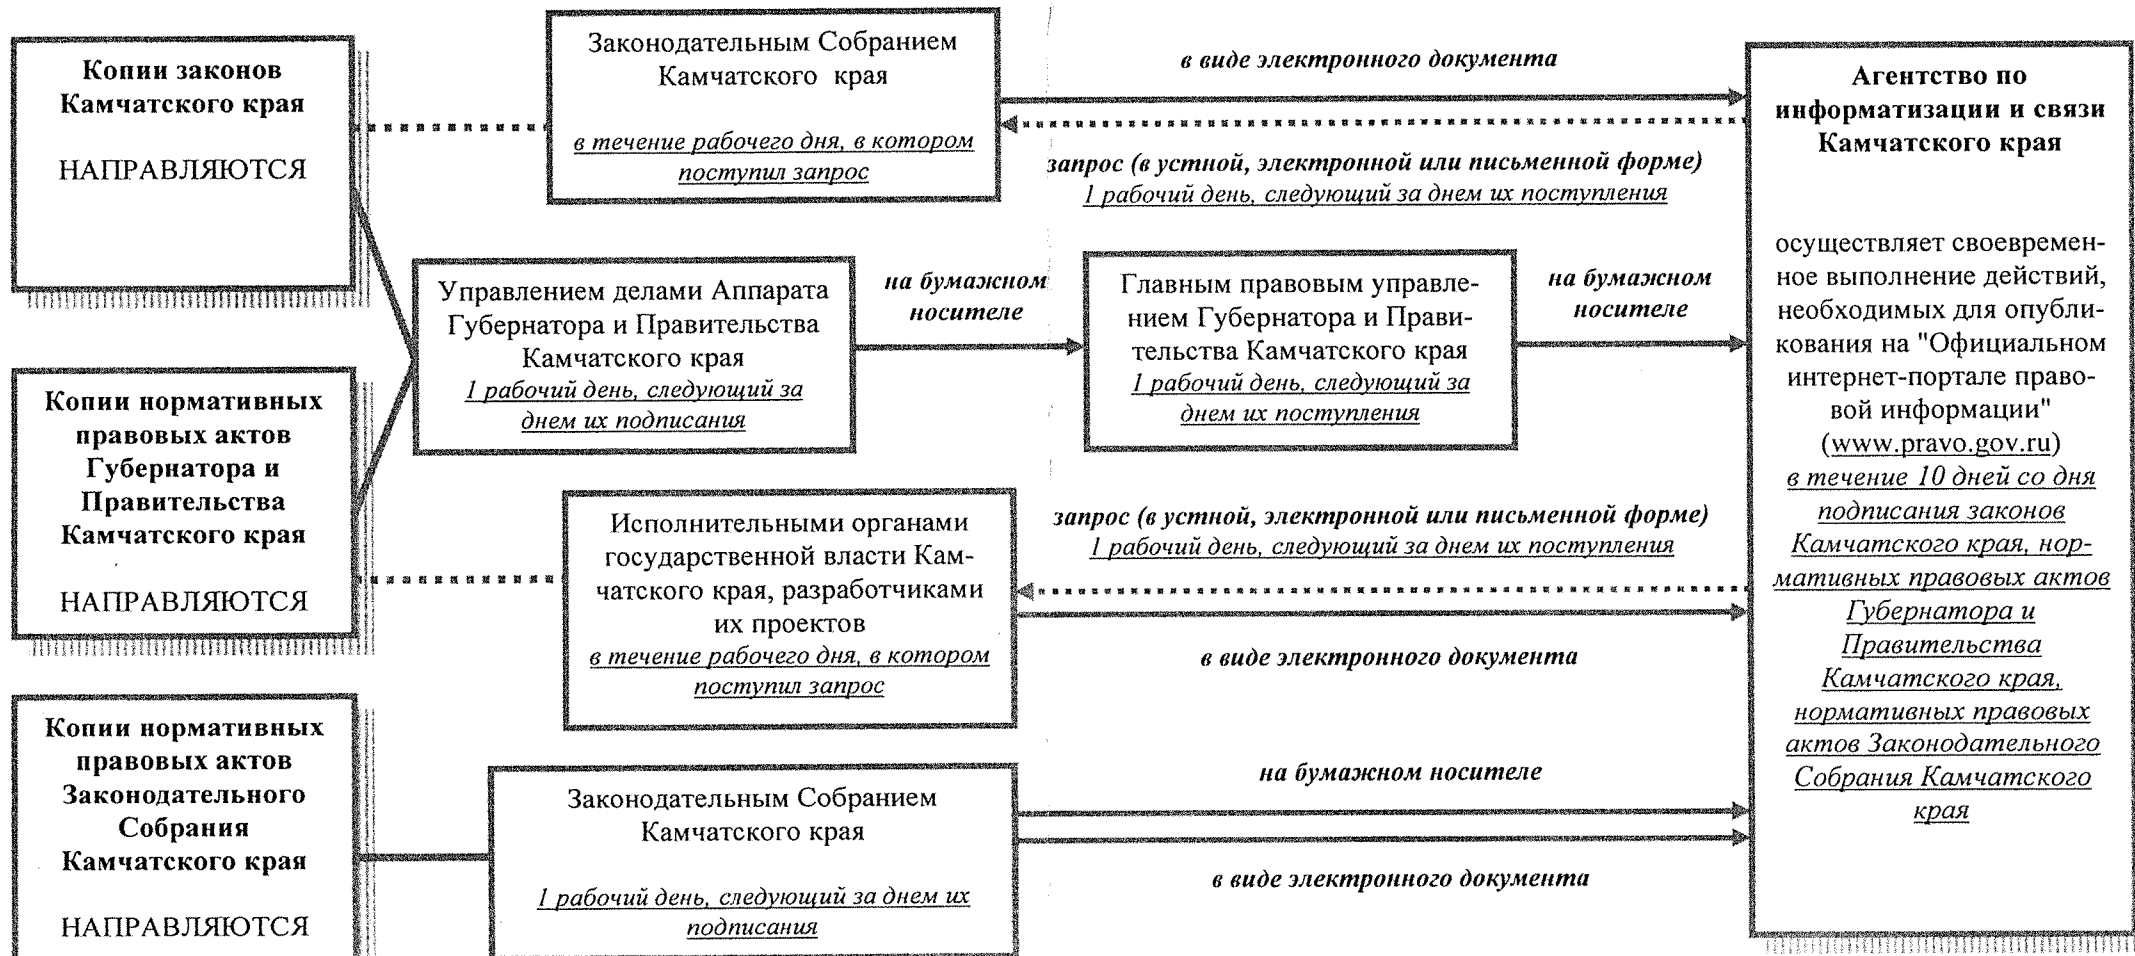 Копии законов
Камчатского края
НАПРАВЛЯЮТСЯ
Законодательным Собранием
Камчатского края
в течение рабочего дня, в котором
поступил запрос
в виде электронного документа
запрос (в устной, электронной или письменной форме)
1 рабочий день, следующий за днем их поступления
Управлением делами Аппарата
Губернатора и Правительства
Камчатского края
1 рабочий день, следующий за
днем их подписания
на бумажном
носителе
Главным правовым управле-
нием Губернатора и Прави-
тельства Камчатского края
1 рабочий день, следующий за
днем их поступления
на бумажном
носителе
Копии нормативных
правовых актов
Губернатора и
Правительства
Камчатского края
НАПРАВЛЯЮТСЯ
Исполнительными органами
государственной власти Кам-
чатского края, разработчиками
их проектов
в течение рабочего дня, в котором
поступил запрос
запрос (в устной, электронной или письменной форме)
1 рабочий день, следующий за днем их поступления
в виде электронного документа
Копии нормативных
правовых актов
Законодательного
Собрания
Камчатского края
НАПРАВЛЯЮТСЯ
Законодательным Собранием
Камчатского края
1 рабочий день, следующий за днем их
подписания
на бумажном носителе
в виде электронного документа
Агентство по
информатизации и связи
Камчатского края
осуществляет своевремен-
ное выполнение действий,
необходимых для опубли-
кования на "Официальном
интернет-портале право-
вой информации"
(www.pravo.gov.ru)
в течение 10 дней со дня
подписания законов
Камчатского края, нор-
мативных правовых актов
Губернатора и
Правительства
Камчатского края,
нормативных правовых
актов Законодательного
Собрания Камчатского
края